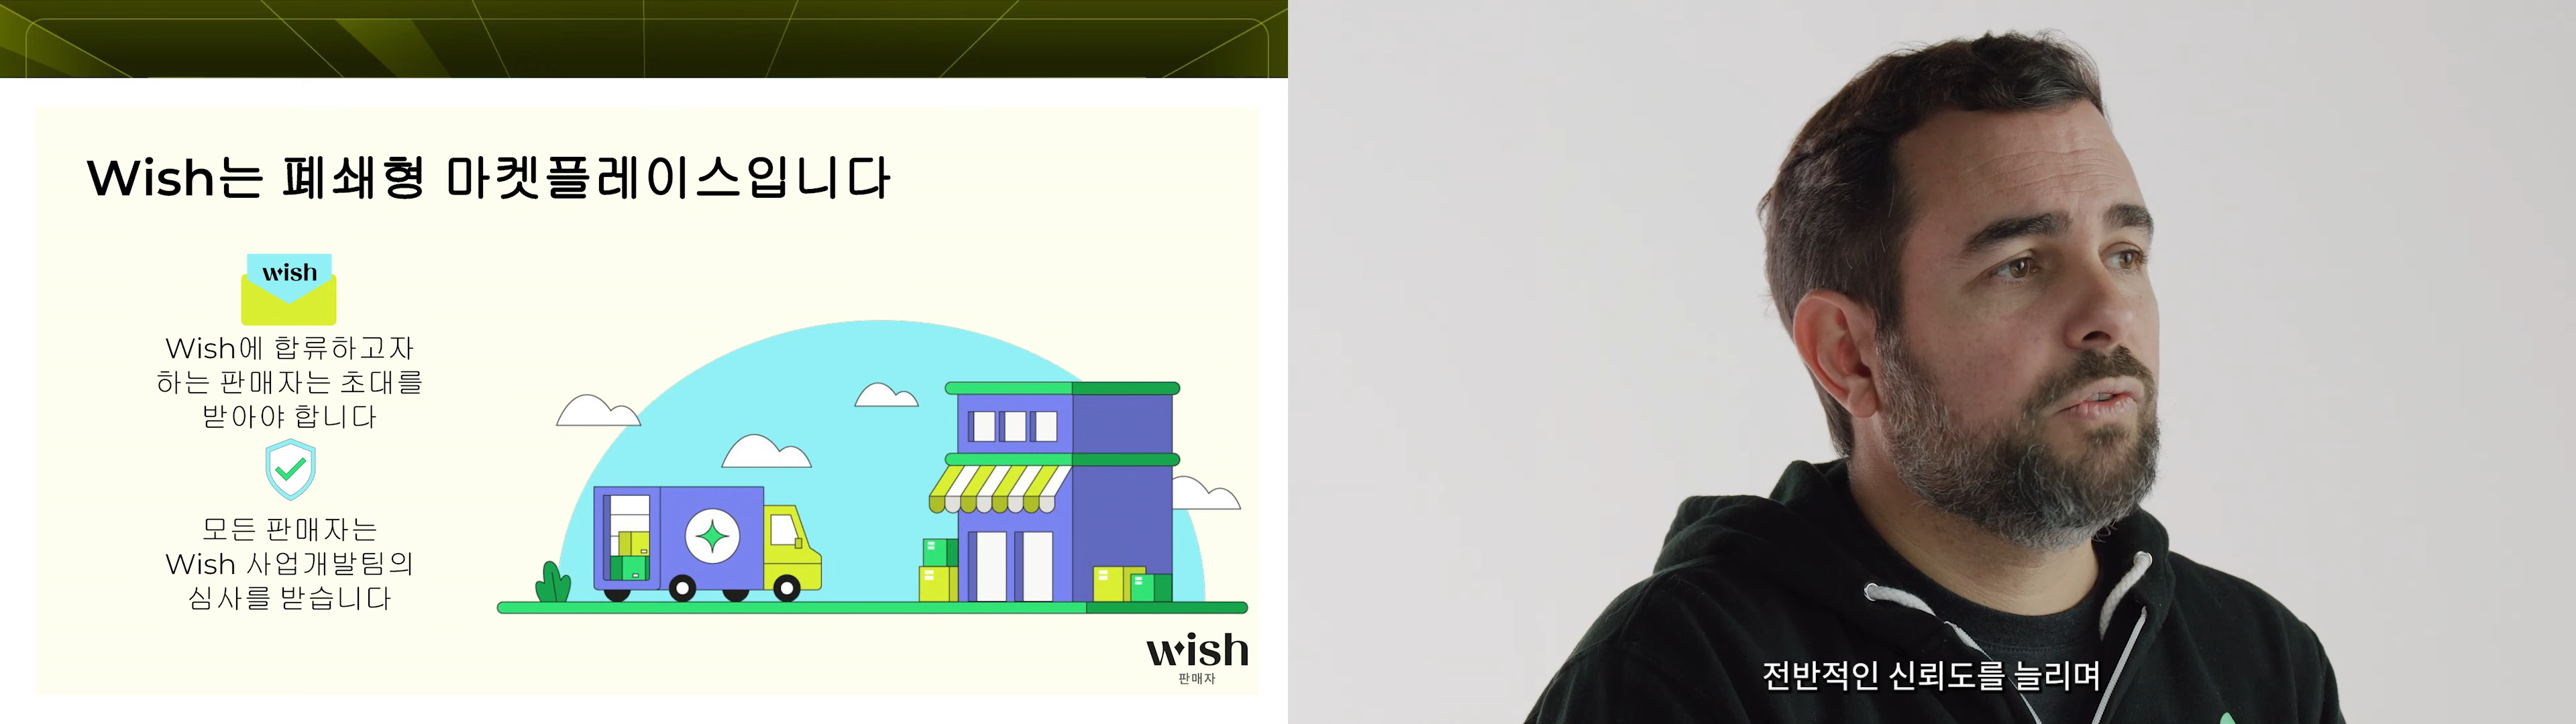 Wish는 폐쇄형 마켓플레이스입니다
wish
Wish에 합류하고자
하는 판매자는 초대를
받아야 합니다
모든 판매자는
Wish 사업개발팀의
심사를 받습니다
wish
판매자
전반적인 신뢰도를 늘리며